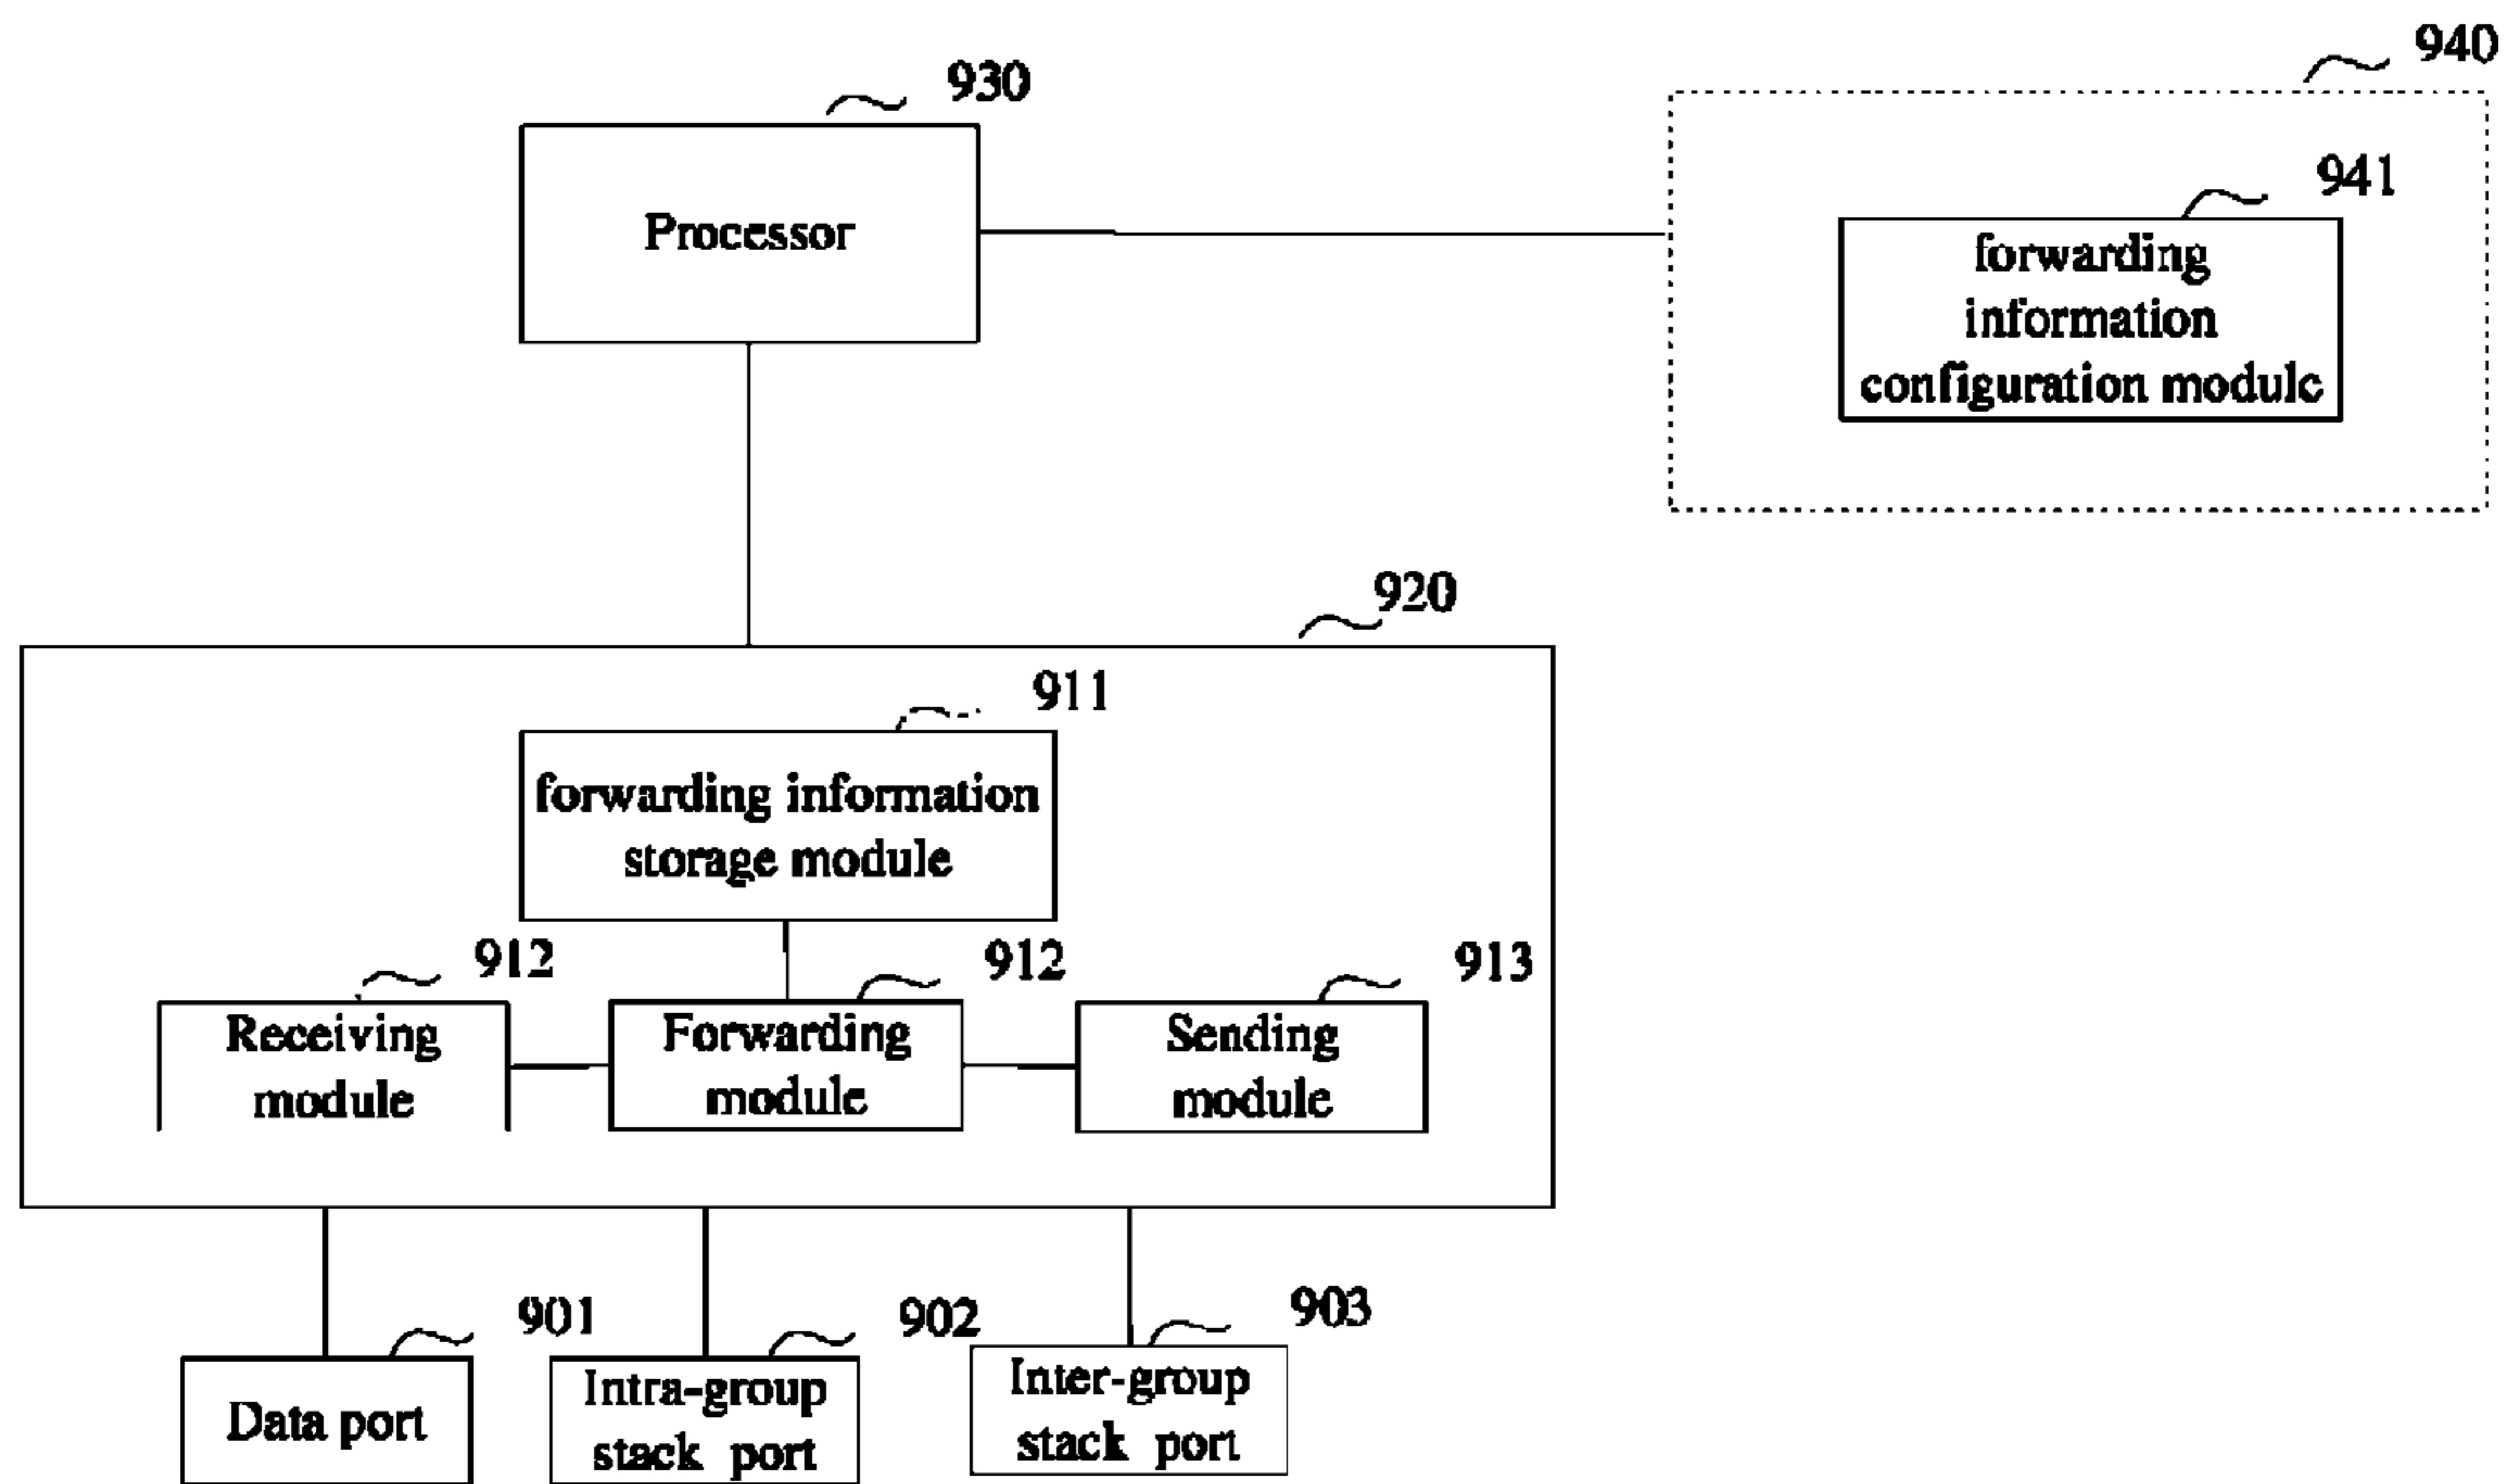 940
930
941
Processor
forwarding
information
configuration module
920
911
forwarding information
storage module
912
912
913
Receiving
module
Forwarding
module
Sending
module
901
902
903
Data port
Intra-group
stack port
Inter-group
stack port